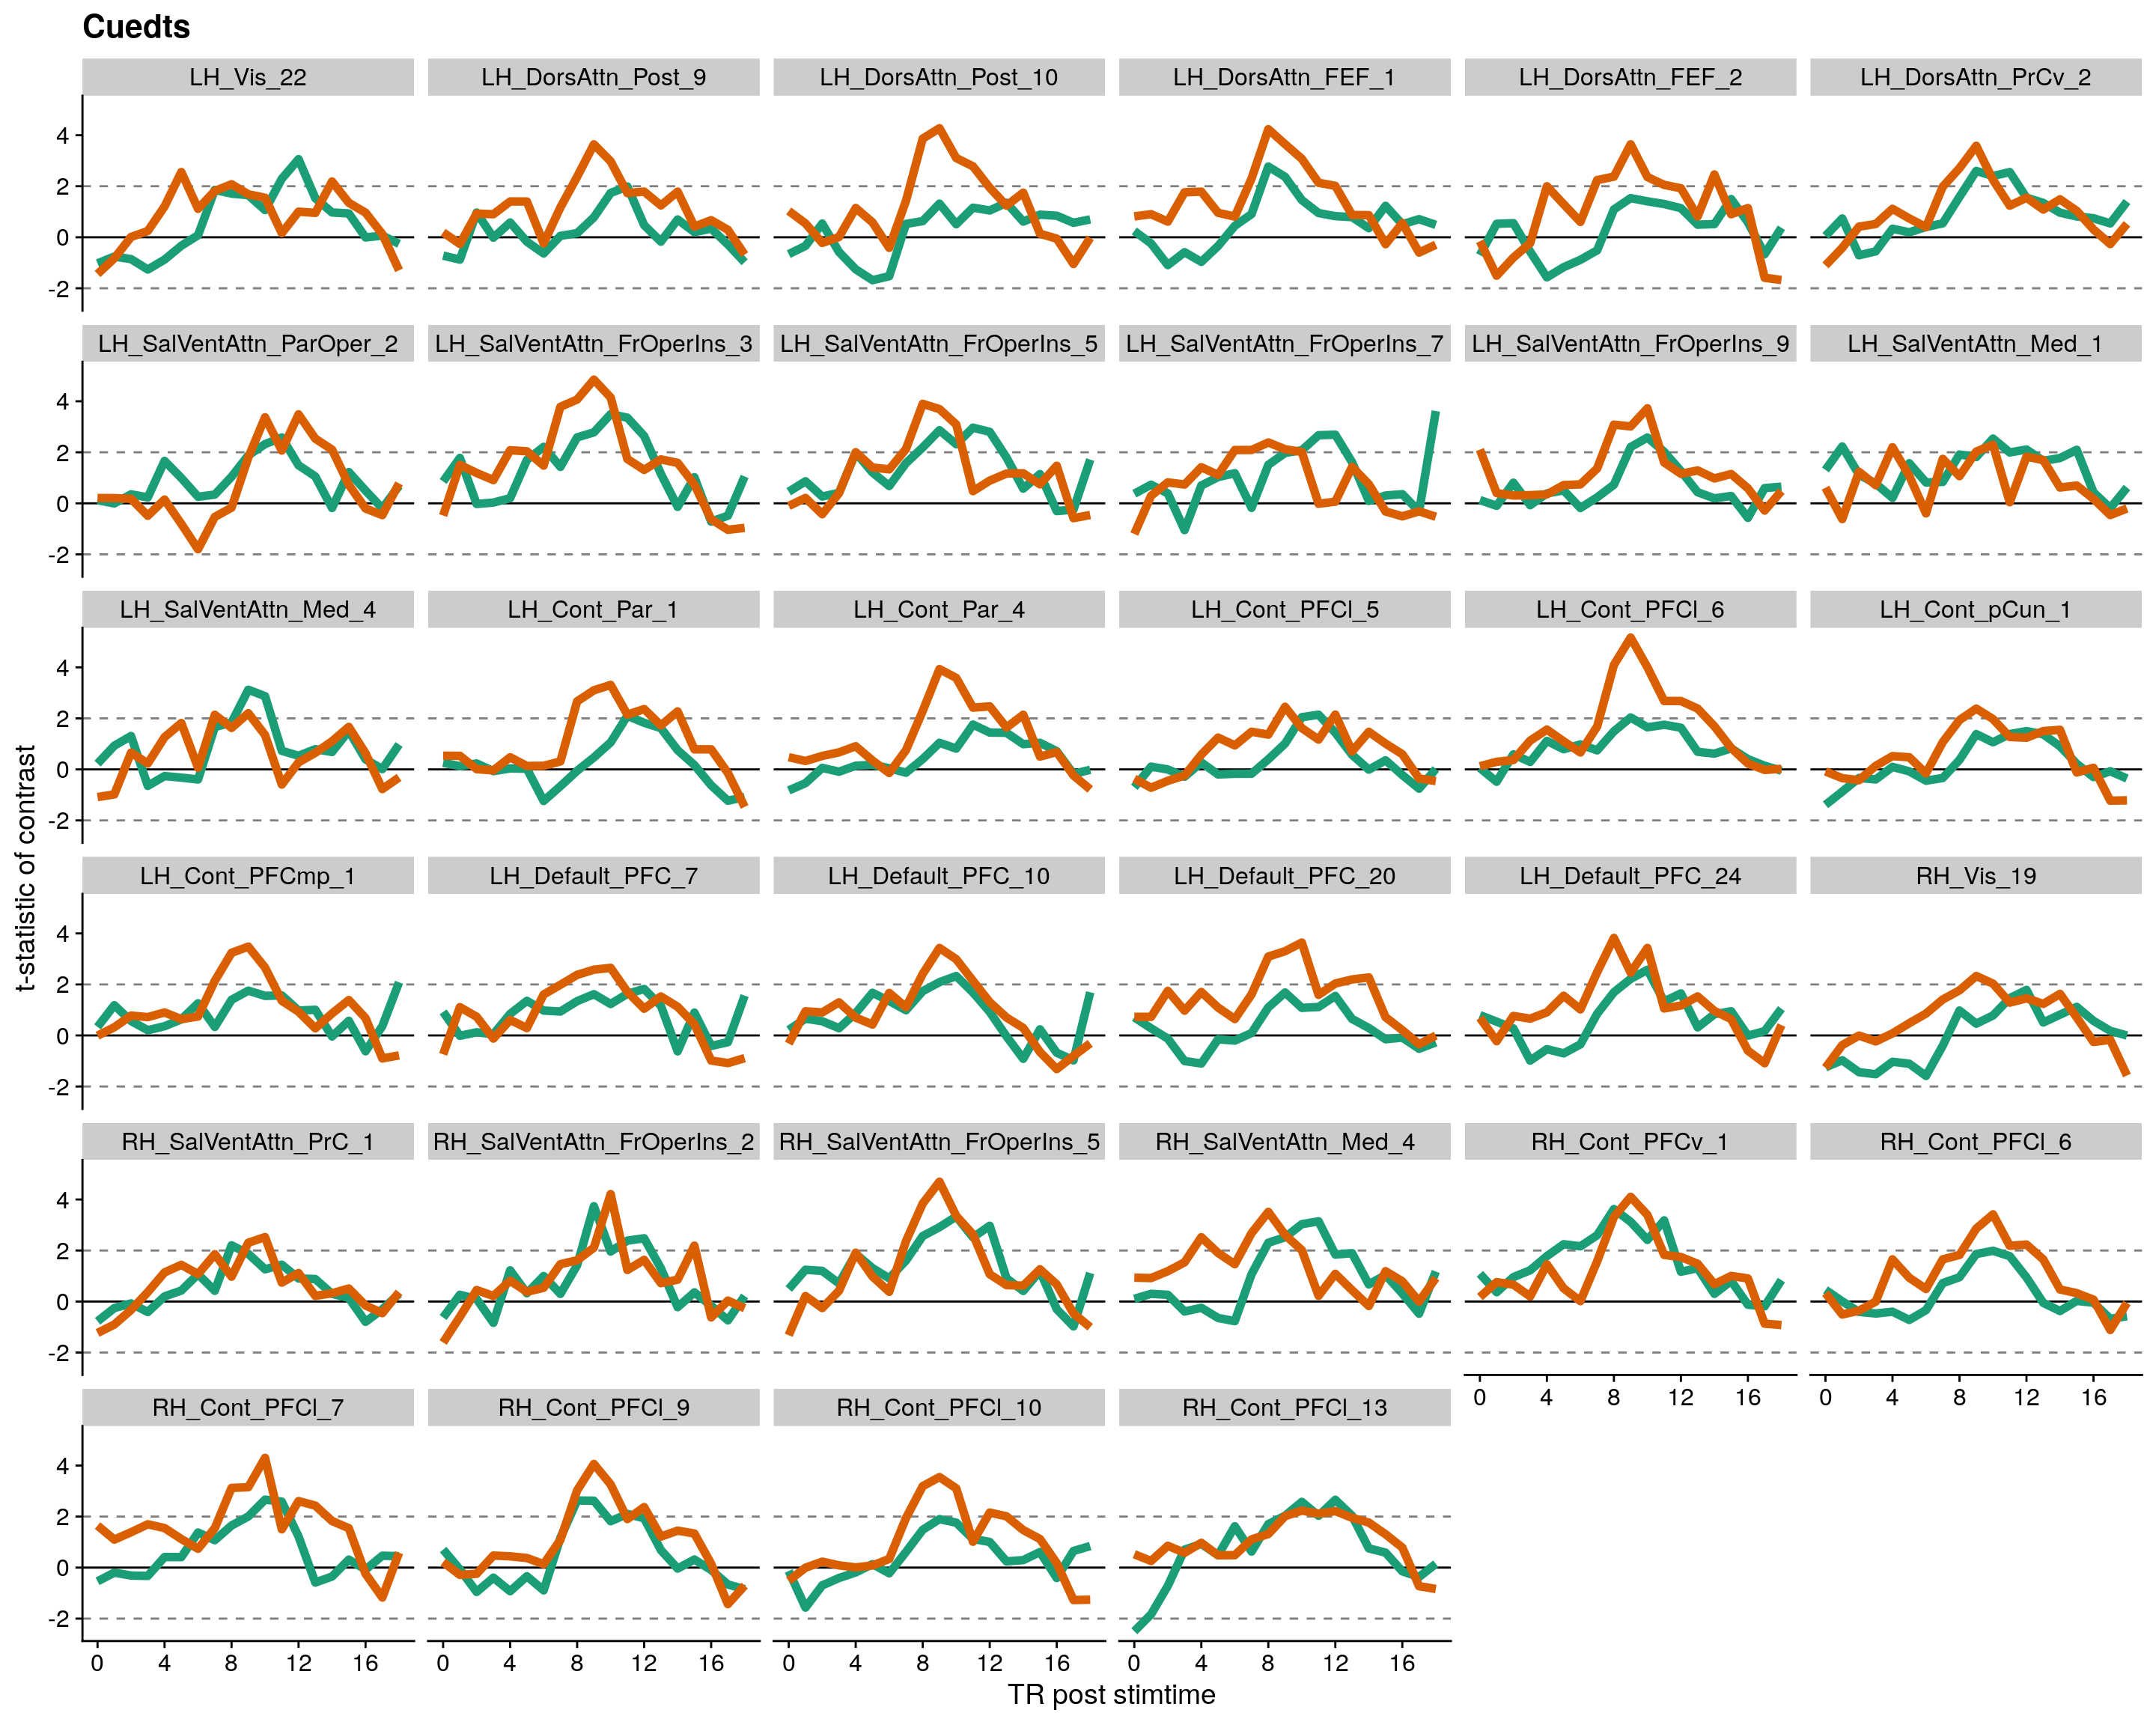 Cuedts
LH_Vis_22 LH_DorsAttn_Post_9 LH_DorsAttn_Post_10 LH_DorsAttn_FEF_1 LH_DorsAttn_FEF_2 LH_DorsAttn_PrCv_2
4
2
0
-2
LH_SalVentAttn_ParOper_2 LH_SalVentAttn_FrOperIns_3 LH_SalVentAttn_FrOperIns_5 LH_SalVentAttn_FrOperIns_7 LH_SalVentAttn_FrOperIns_9 LH_SalVentAttn_Med_1
4
2
0
-2
LH_SalVentAttn_Med_4 LH_Cont_Par_1 LH_Cont_Par_4 LH_Cont_PFCl_5 LH_Cont_PFCl_6 LH_Cont_pCun_1
4
2
0
-2
t-statistic of contrast
LH_Cont_PFCmp_1 LH_Default_PFC_7 LH_Default_PFC_10 LH_Default_PFC_20 LH_Default_PFC_24 RH_Vis_19
4
2
0
-2
RH_SalVentAttn_PrC_1 RH_SalVentAttn_FrOperIns_2 RH_SalVentAttn_FrOperIns_5 RH_SalVentAttn_Med_4 RH_Cont_PFCv_1 RH_Cont_PFCl_6
4
2
0
-2
0 4 8 12 16 0 4 8 12 16
RH_Cont_PFCl_7 RH_Cont_PFCl_9 RH_Cont_PFCl_10 RH_Cont_PFCl_13
4
2
0
-2
0 4 8 12 16 0 4 8 12 16 0 4 8 12 16 0 4 8 12 16
TR post stimtime